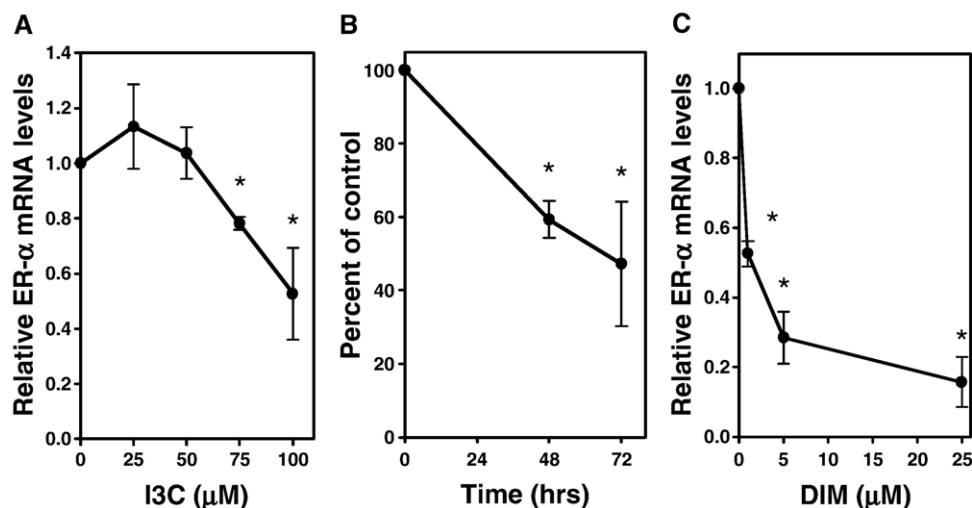 A
Relative ER-α mRNA levels
1.4
1.2
1.0
0.8
0.6
0.4
0.2
0.0
*
*
0 25 50 75 100
I3C (μM)
B
Percent of control
100
80
60
40
20
0
*
*
0 24 48 72
Time (hrs)
C
Relative ER-α mRNA levels
1.0
0.8
0.6
0.4
0.2
0.0
*
*
*
0 5 10 15 20 25
DIM (μM)